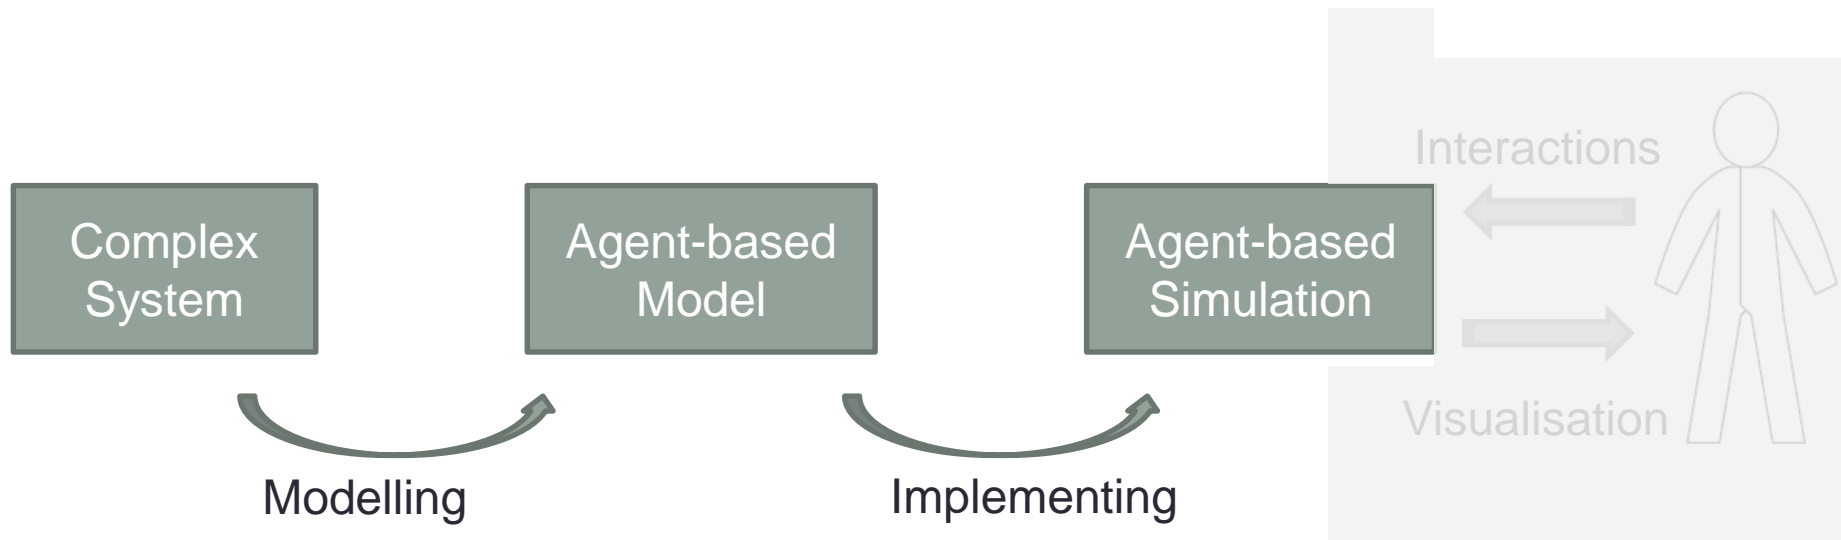 Complex
System
Agent-based
Model
Agent-based
Simulation
Interactions
Visualisation
Modelling
Implementing